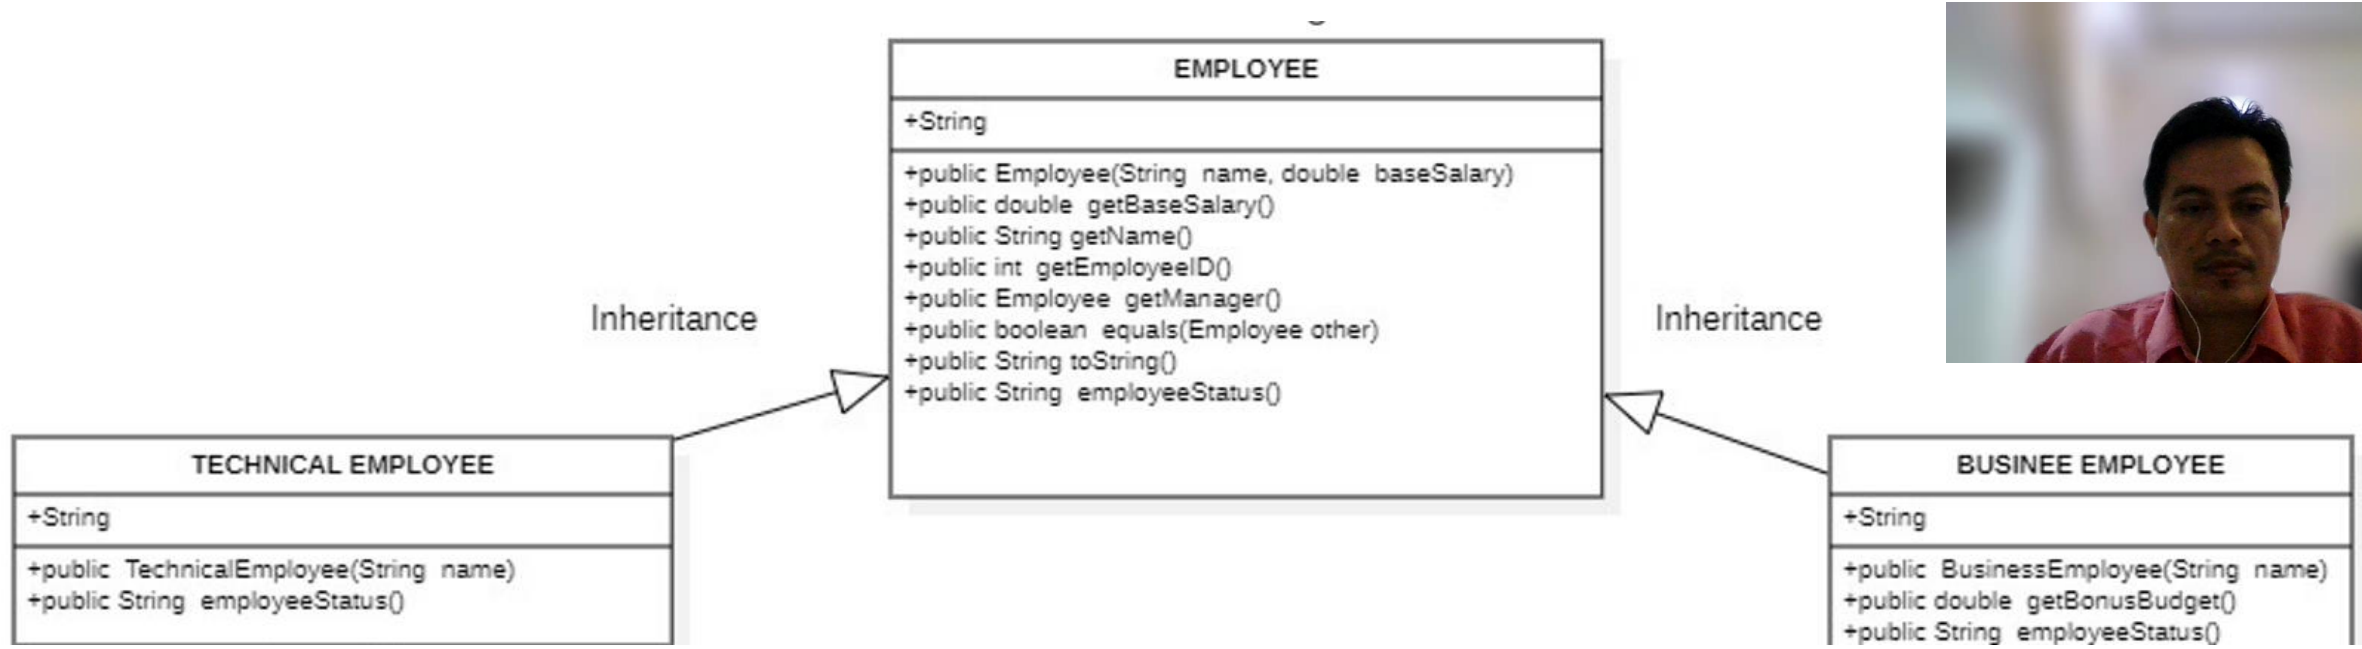 EMPLOYEE
+String
+public Employee(String name, double baseSalary)
+public double getBaseSalary()
+public String getName()
+public int getEmployeeID()
+public Employee getManager()
+public boolean equals(Employee other)
+public String toString()
+public String employeeStatus()
Inheritance
Inheritance
TECHNICAL EMPLOYEE
+String
+public TechnicalEmployee(String name)
+public String employeeStatus()
BUSINEE EMPLOYEE
+String
+public BusinessEmployee(String name)
+public double getBonusBudget()
+public String employeeStatus()